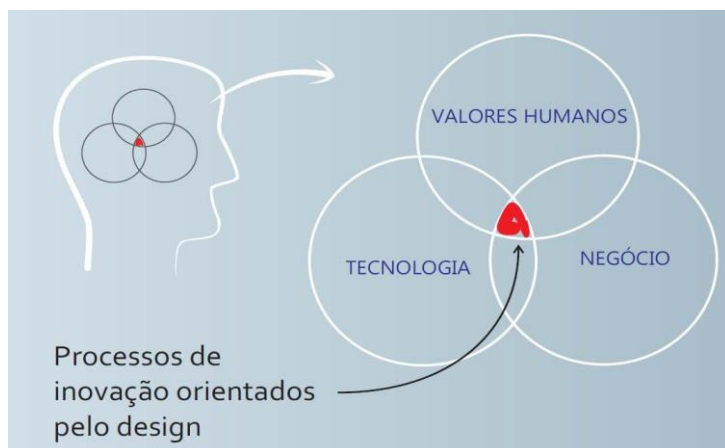 VALORES HUMANOS
TECNOLOGIA
NEGÓCIO
Processos de
inovação orientados
pelo design